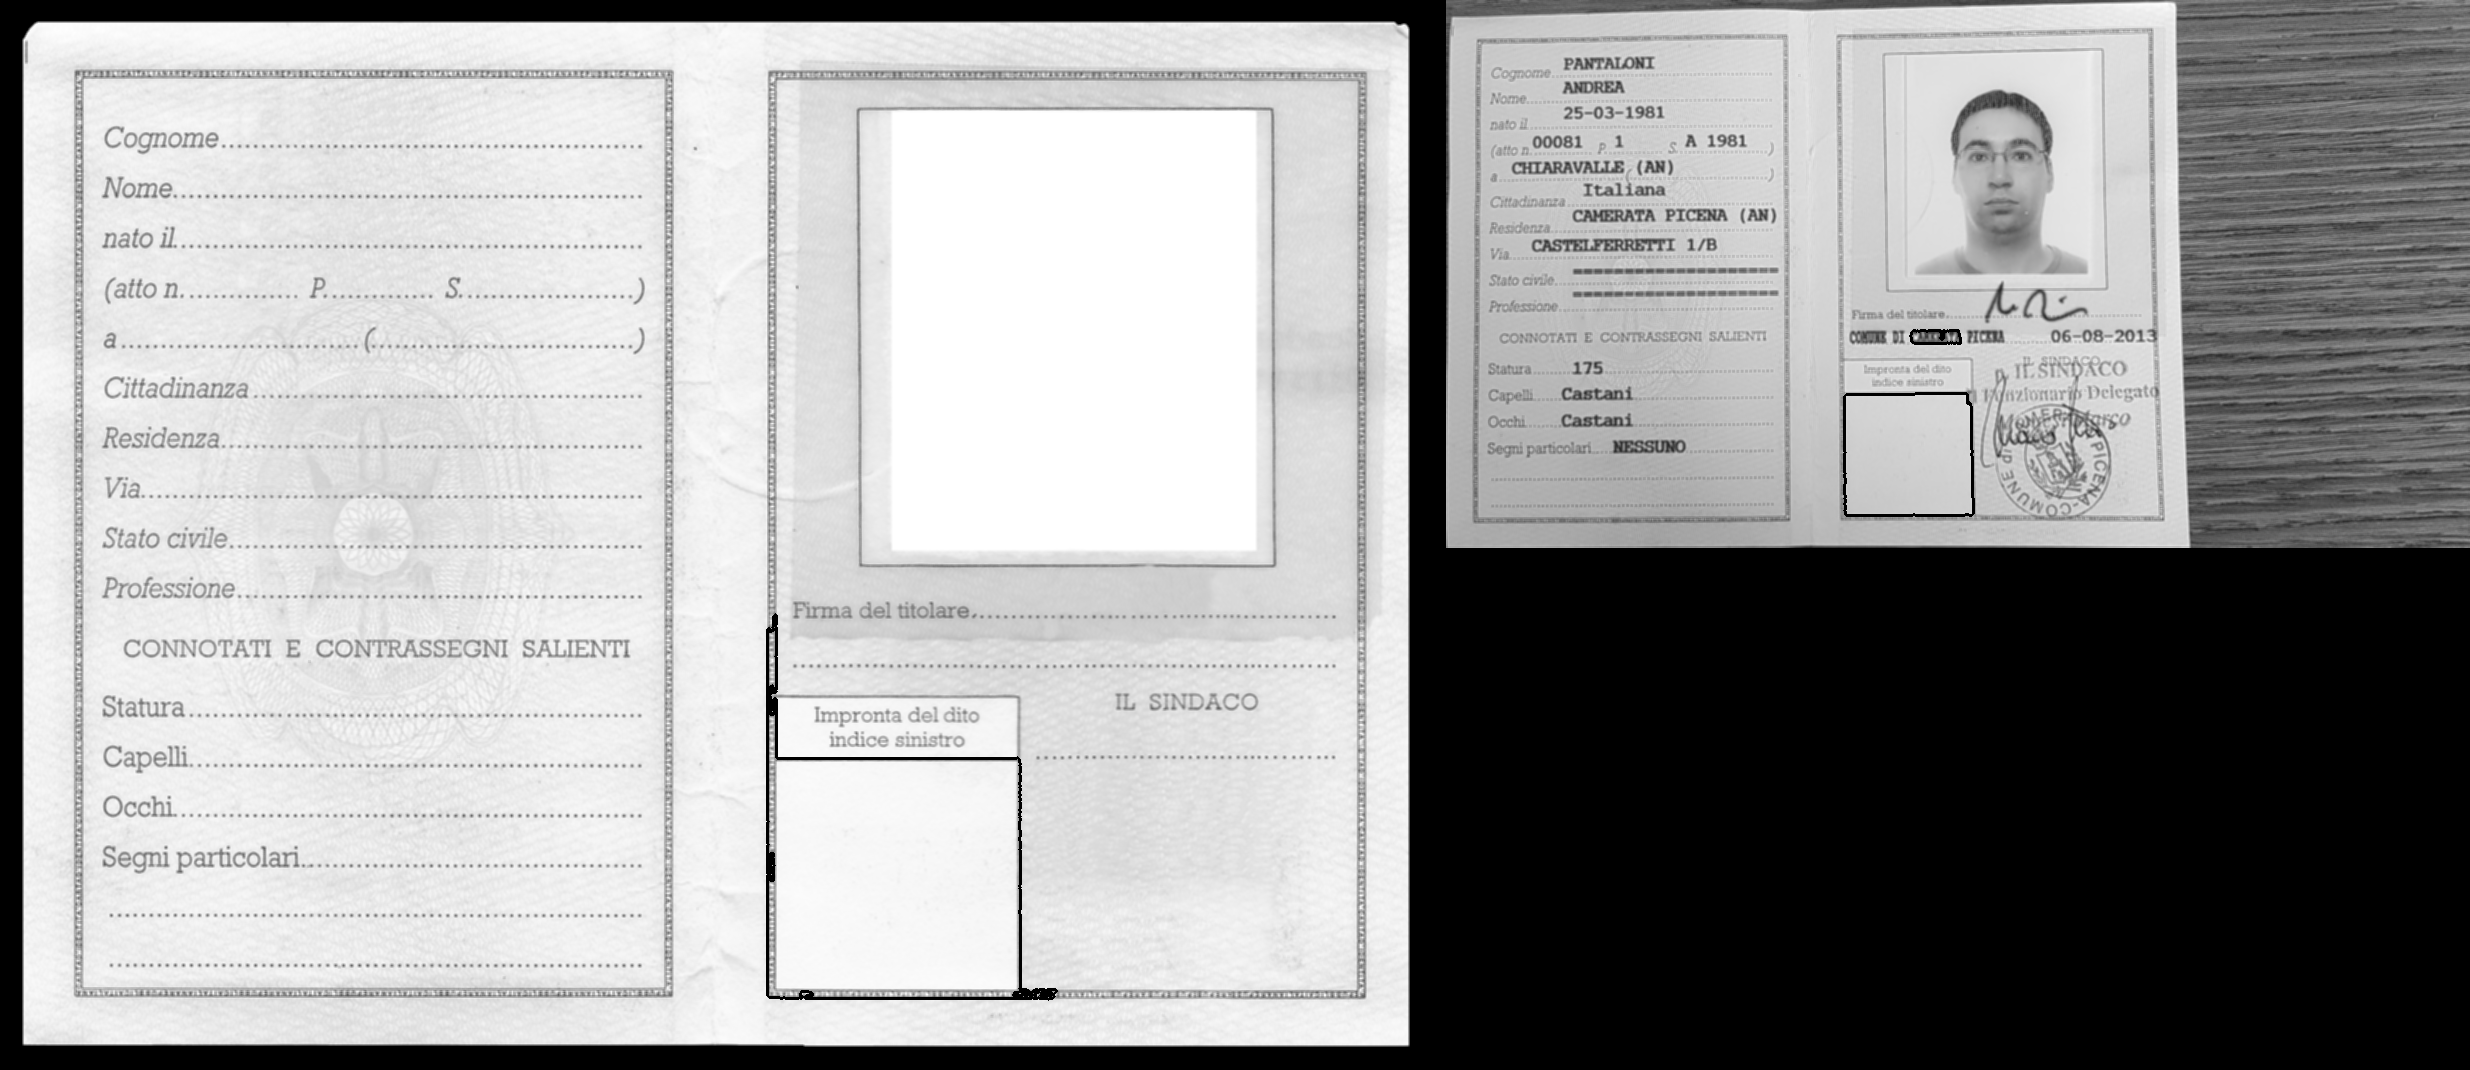 Cognome
Nome
nato il
(atto n. P. S. )
a ( )
Cittadinanza
Residenza
Via
Stato civile
Professione
CONNOTATI E CONTRASSEGNI SALIENTI
Statura
Capelli
Occhi
Segni particolari
Firma del titolare
Impronta del dito
indice sinistro
IL SINDACO
Cognome PANTALONI
Nome ANDREA
nato il 25-03-1981
(atto n. 00081 P. 1 S. A 1981 )
a CHIARAVALLE (AN) )
Cittadinanza Italiana
Residenza CAMERATA PICENA (AN)
Via CASTELFERRETTI 1/B
Stato civile ====================
Professione ====================
CONNOTATI E CONTRASSEGNI SALIENTI
Statura 175
Capelli Castani
Occhi Castani
Segni particolari NESSUNO
Firma del titolare
COMUNE DI PICENA 06-08-2013
Impronta del dito
indice sinistro
IL SINDACO
IL SINDACO
Funzionario Delegato
Marco
COMUNE DI PICENA